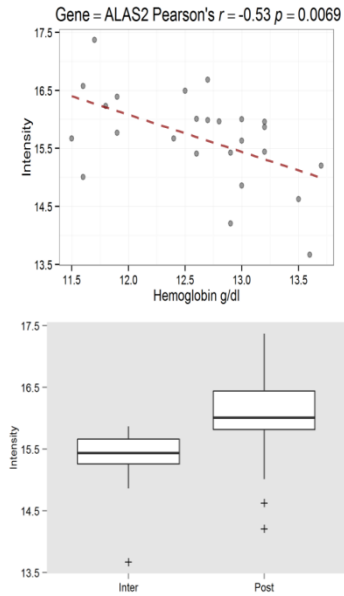 Gene = ALAS2 Pearson's r = -0.53 p = 0.0069
17.5
16.5
15.5
14.5
13.5
Intensity
11.5 12.0 12.5 13.0 13.5
Hemoglobin g/dl
17.5
16.5
15.5
14.5
13.5
Intensity
Inter Post